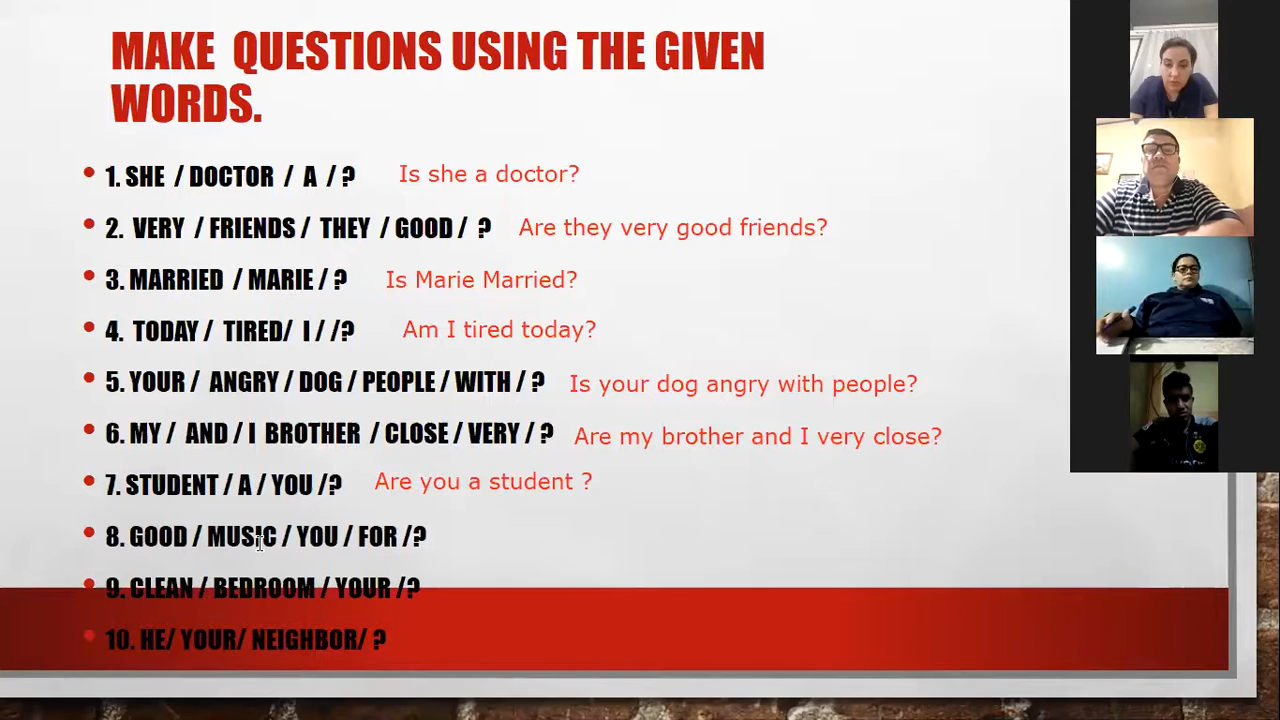 MAKE QUESTIONS USING THE GIVEN
WORDS.
• 1. SHE / DOCTOR / A / ? Is she a doctor?
• 2. VERY / FRIENDS / THEY / GOOD / ? Are they very good friends?
• 3. MARRIED / MARIE / ? Is Marie Married?
• 4. TODAY / TIRED/ I / /? Am I tired today?
• 5. YOUR / ANGRY / DOG / PEOPLE / WITH / ? Is your dog angry with people?
• 6. MY / AND / I BROTHER / CLOSE / VERY / ? Are my brother and I very close?
• 7. STUDENT / A / YOU /? Are you a student ?
• 8. GOOD / MUSIC / YOU / FOR /?
• 9. CLEAN / BEDROOM / YOUR /?
• 10. HE/ YOUR/ NEIGHBOR/ ?